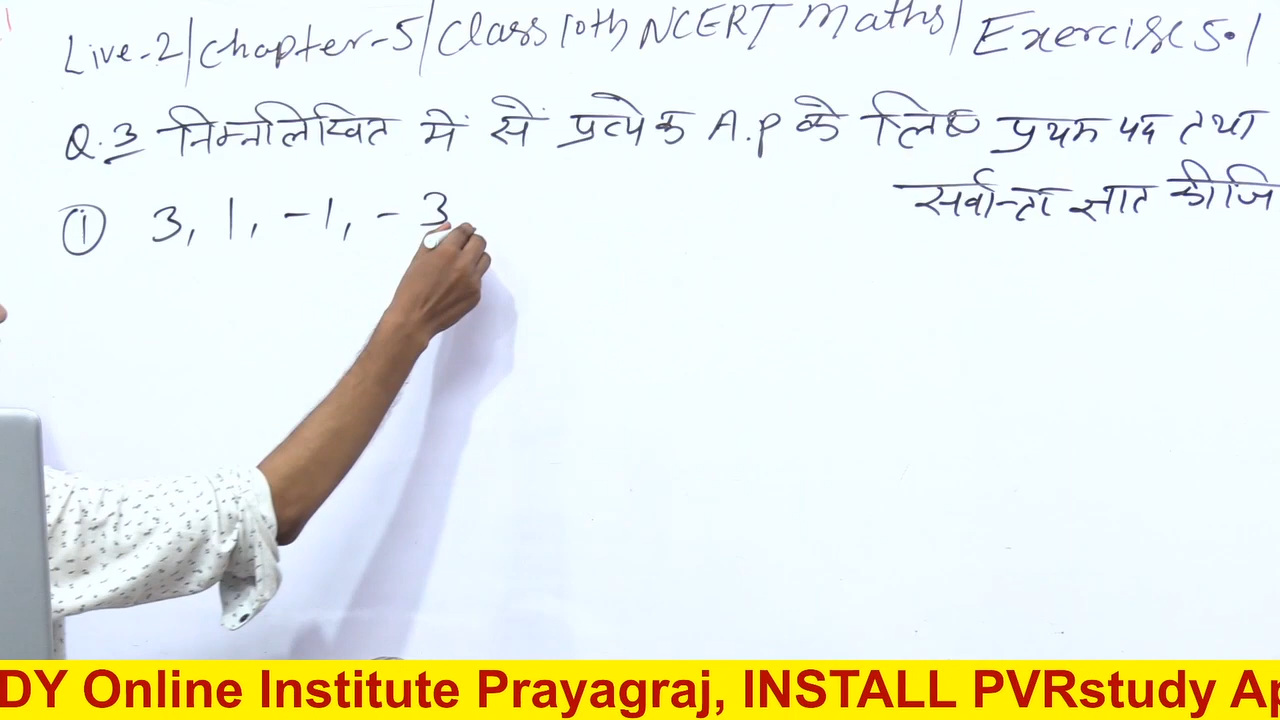 Live-2/Chapter-5/Class 10th NCERT Maths/Exercise 5.1
Q.3 निम्नलिखित में से प्रत्येक A.P के लिए प्रथम पद तथा
सर्वान्तर ज्ञात कीजि
① 3, 1, -1, -3
DY Online Institute Prayagraj, INSTALL PVRstudy Ap